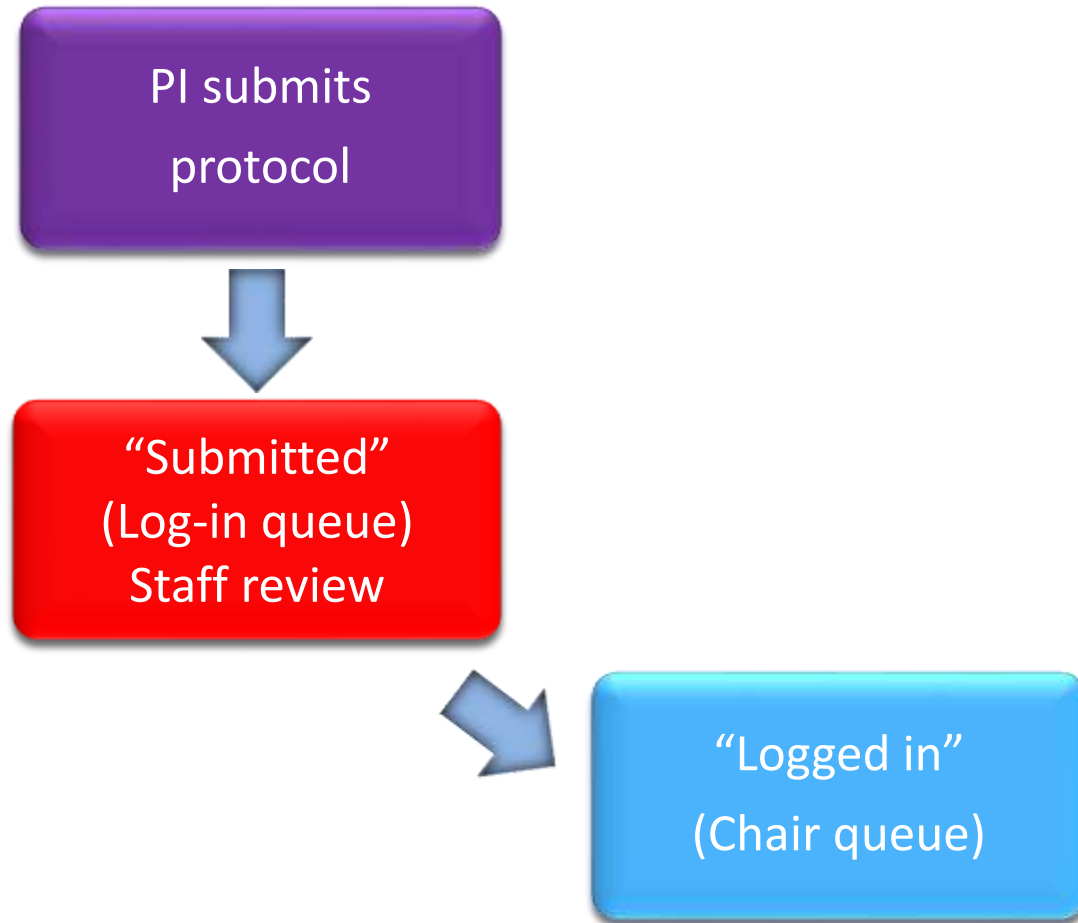 PI submits
protocol
“Submitted”
(Log-in queue)
Staff review
“Logged in”
(Chair queue)